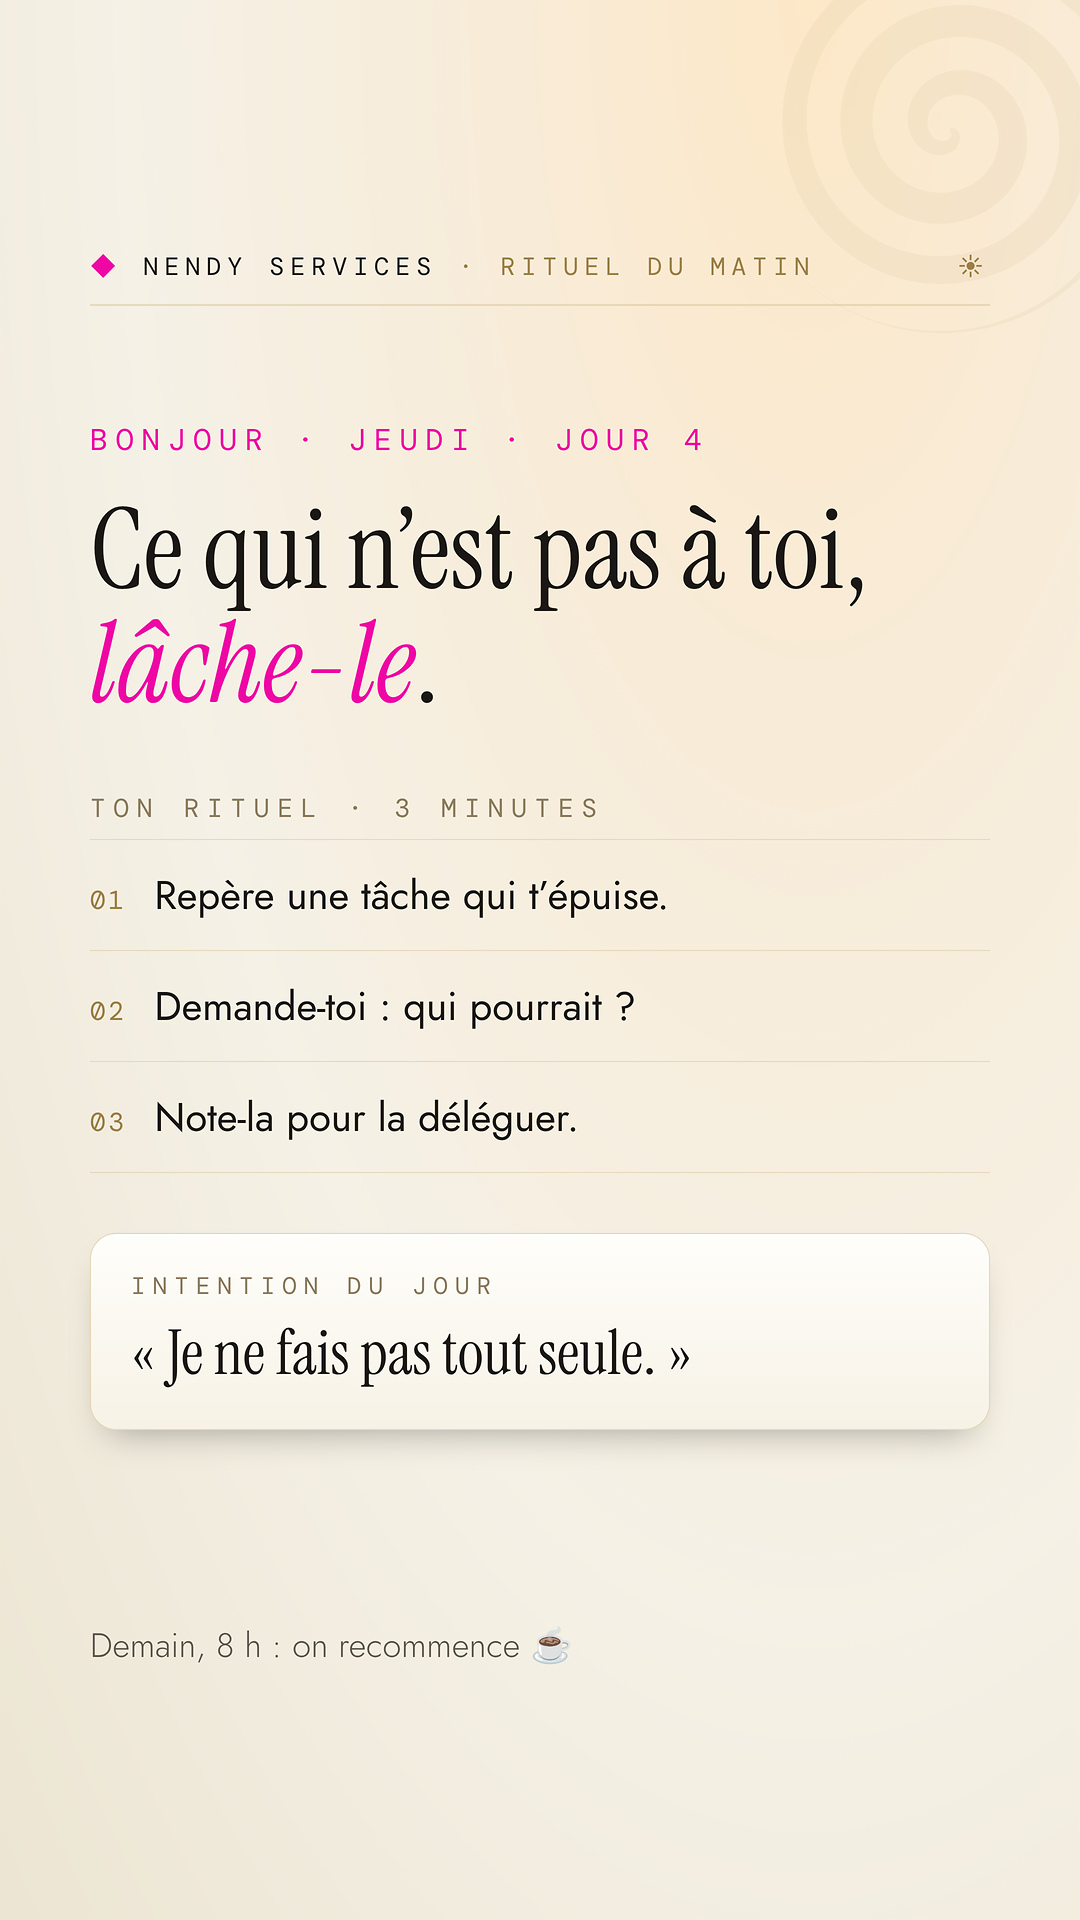 ◆ NENDY SERVICES · RITUEL DU MATIN ☀
BONJOUR · JEUDI · JOUR 4
Ce qui n’est pas à toi,
lâche-le.
TON RITUEL · 3 MINUTES
01 Repère une tâche qui t’épuise.
02 Demande-toi : qui pourrait ?
03 Note-la pour la déléguer.
INTENTION DU JOUR
« Je ne fais pas tout seule. »
Demain, 8 h : on recommence ☕